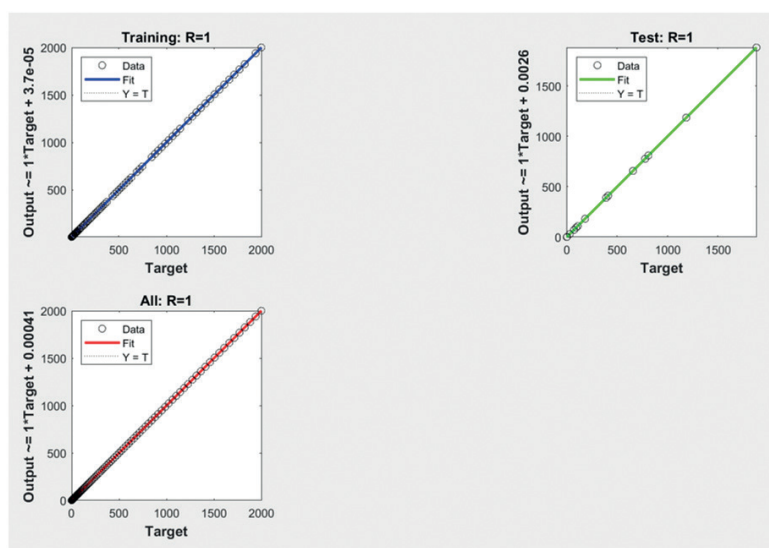 Training: R=1
Output ~= 1*Target + 3.7e-05
2000
1500
1000
500
Data
Fit
Y = T
500 1000 1500 2000
Target
Test: R=1
Output ~= 1*Target + 0.0026
1500
1000
500
0
Data
Fit
Y = T
0 500 1000 1500
Target
All: R=1
Output ~= 1*Target + 0.00041
2000
1500
1000
500
0
Data
Fit
Y = T
0 500 1000 1500 2000
Target